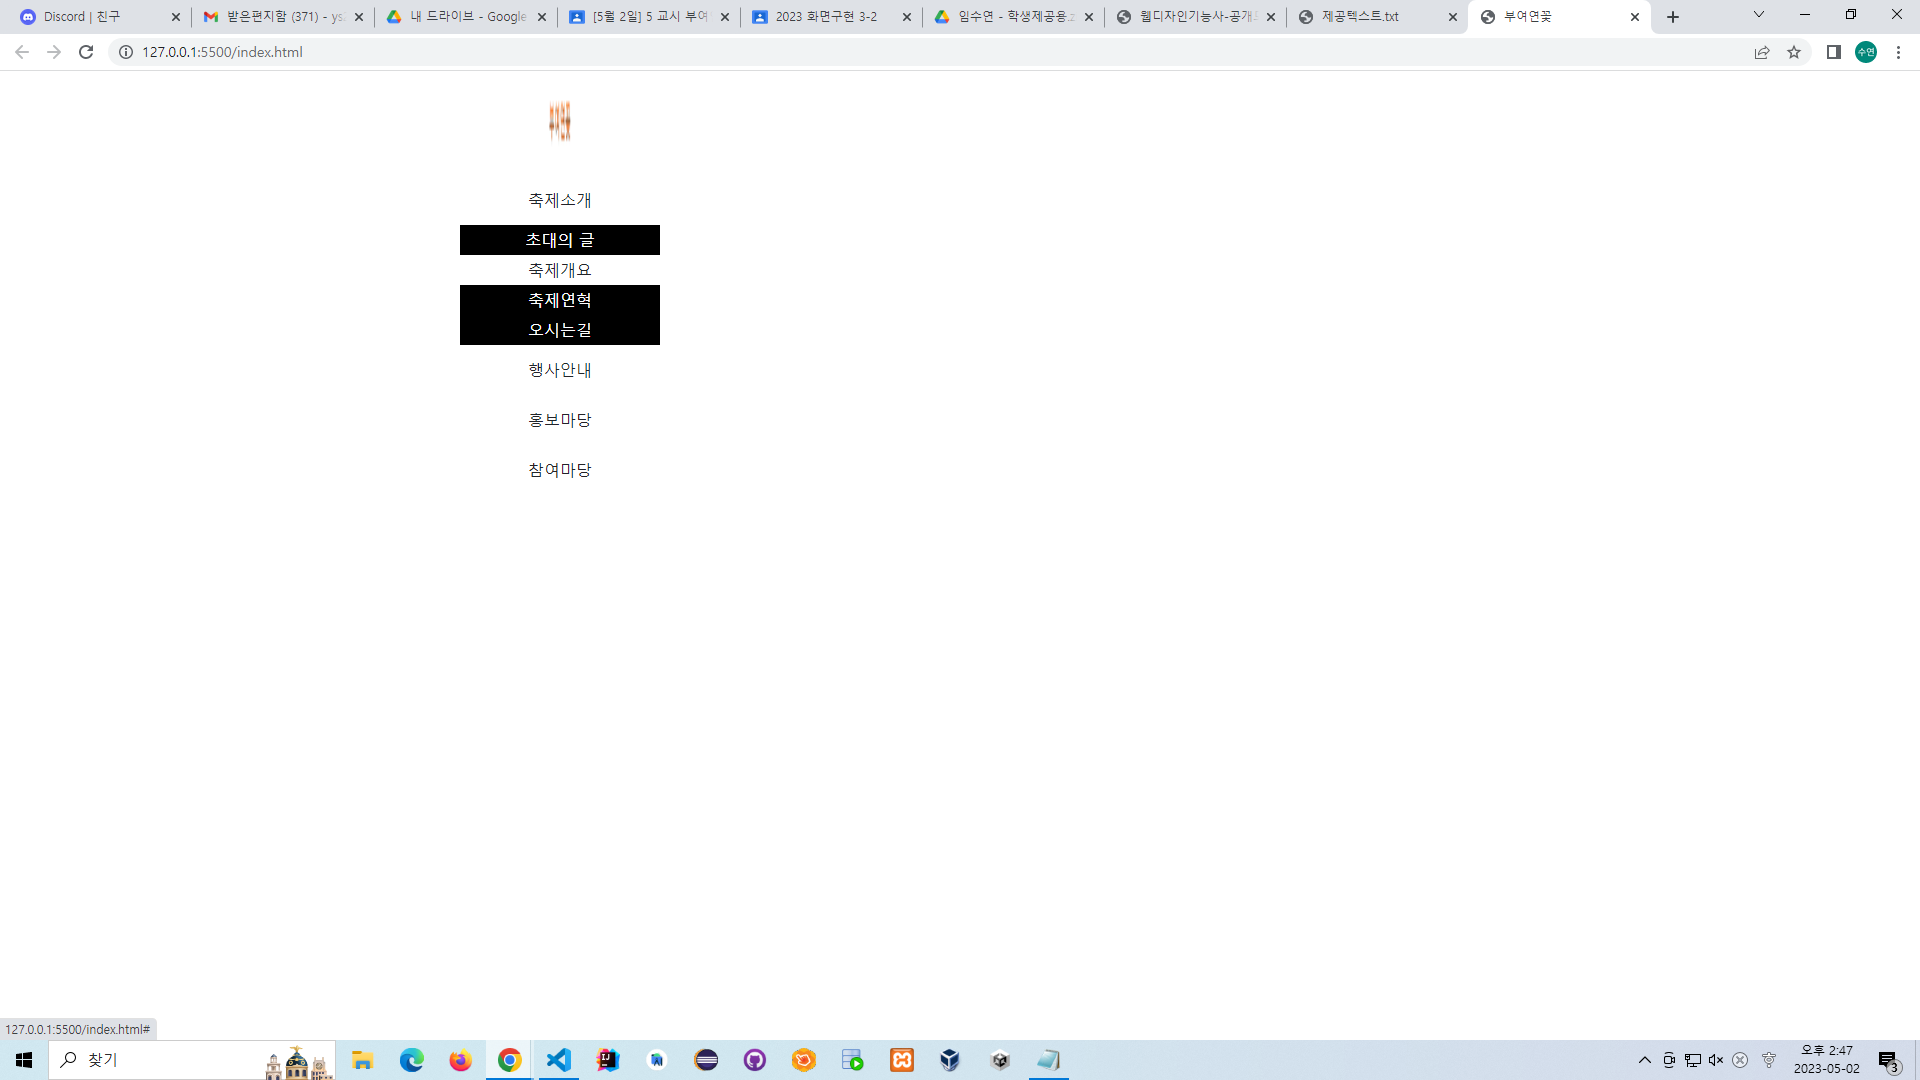 Discord | 친구
받은편지함 (371) - ys
내 드라이브 - Google
[5월 2일] 5 교시 부여
2023 화면구현 3-2
임수연 - 학생제공용.z
웹디자인기능사-공개
제공텍스트.txt
부여연꽃
127.0.0.1:5500/index.html
수연
축제소개
초대의 글
축제개요
축제연혁
오시는길
행사안내
홍보마당
참여마당
127.0.0.1:5500/index.html#
찾기
오후 2:47
2023-05-02
3